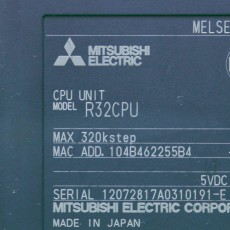 MELSE
MITSUBISHI
ELECTRIC
CPU UNIT
MODEL R32CPU
MAX 320kstep
MAC ADD. 104B462255B4
5VDC
SERIAL 12072817A0310191-E
MITSUBISHI ELECTRIC CORPOR
MADE IN JAPAN